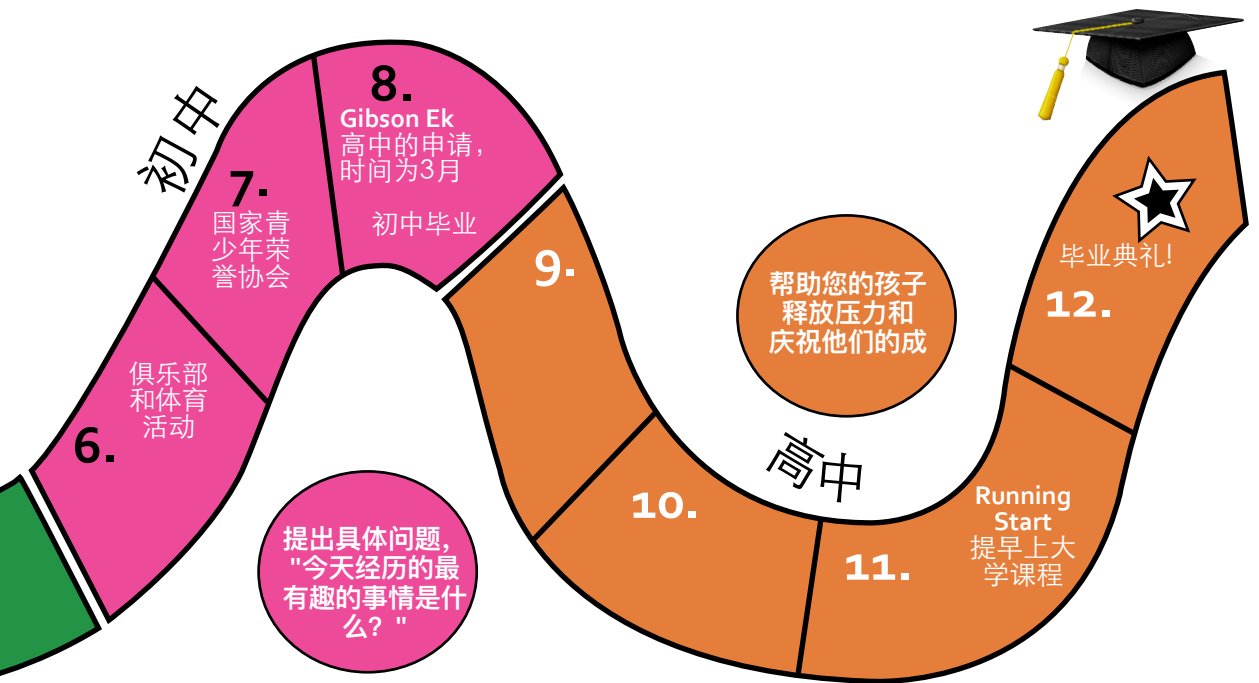 初中
6.
俱乐部
和体育
活动
7.
国家青
少年荣
誉协会
8.
Gibson Ek
高中的申请，
时间为3月
初中毕业
提出具体问题，
"今天经历的最
有趣的事情是什
么？"
9.
10.
高中
帮助您的孩子
释放压力和
庆祝他们的成
11.
Running
Start
提早上大
学课程
毕业典礼!
12.